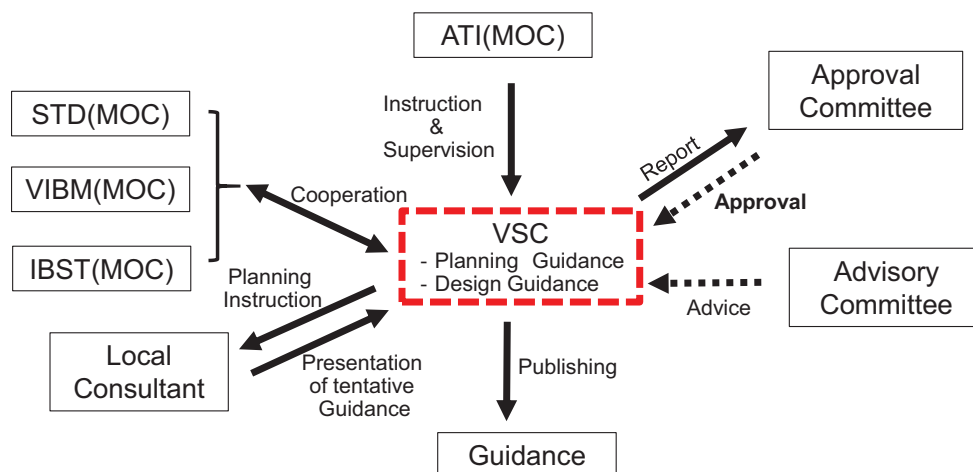 ATI(MOC)
Instruction
&
Supervision
STD(MOC)
VIBM(MOC)
IBST(MOC)
Cooperation
Approval
Committee
Report
Approval
VSC
- Planning Guidance
- Design Guidance
Advisory
Committee
Advice
Planning
Instruction
Local
Consultant
Presentation
of tentative
Guidance
Publishing
Guidance